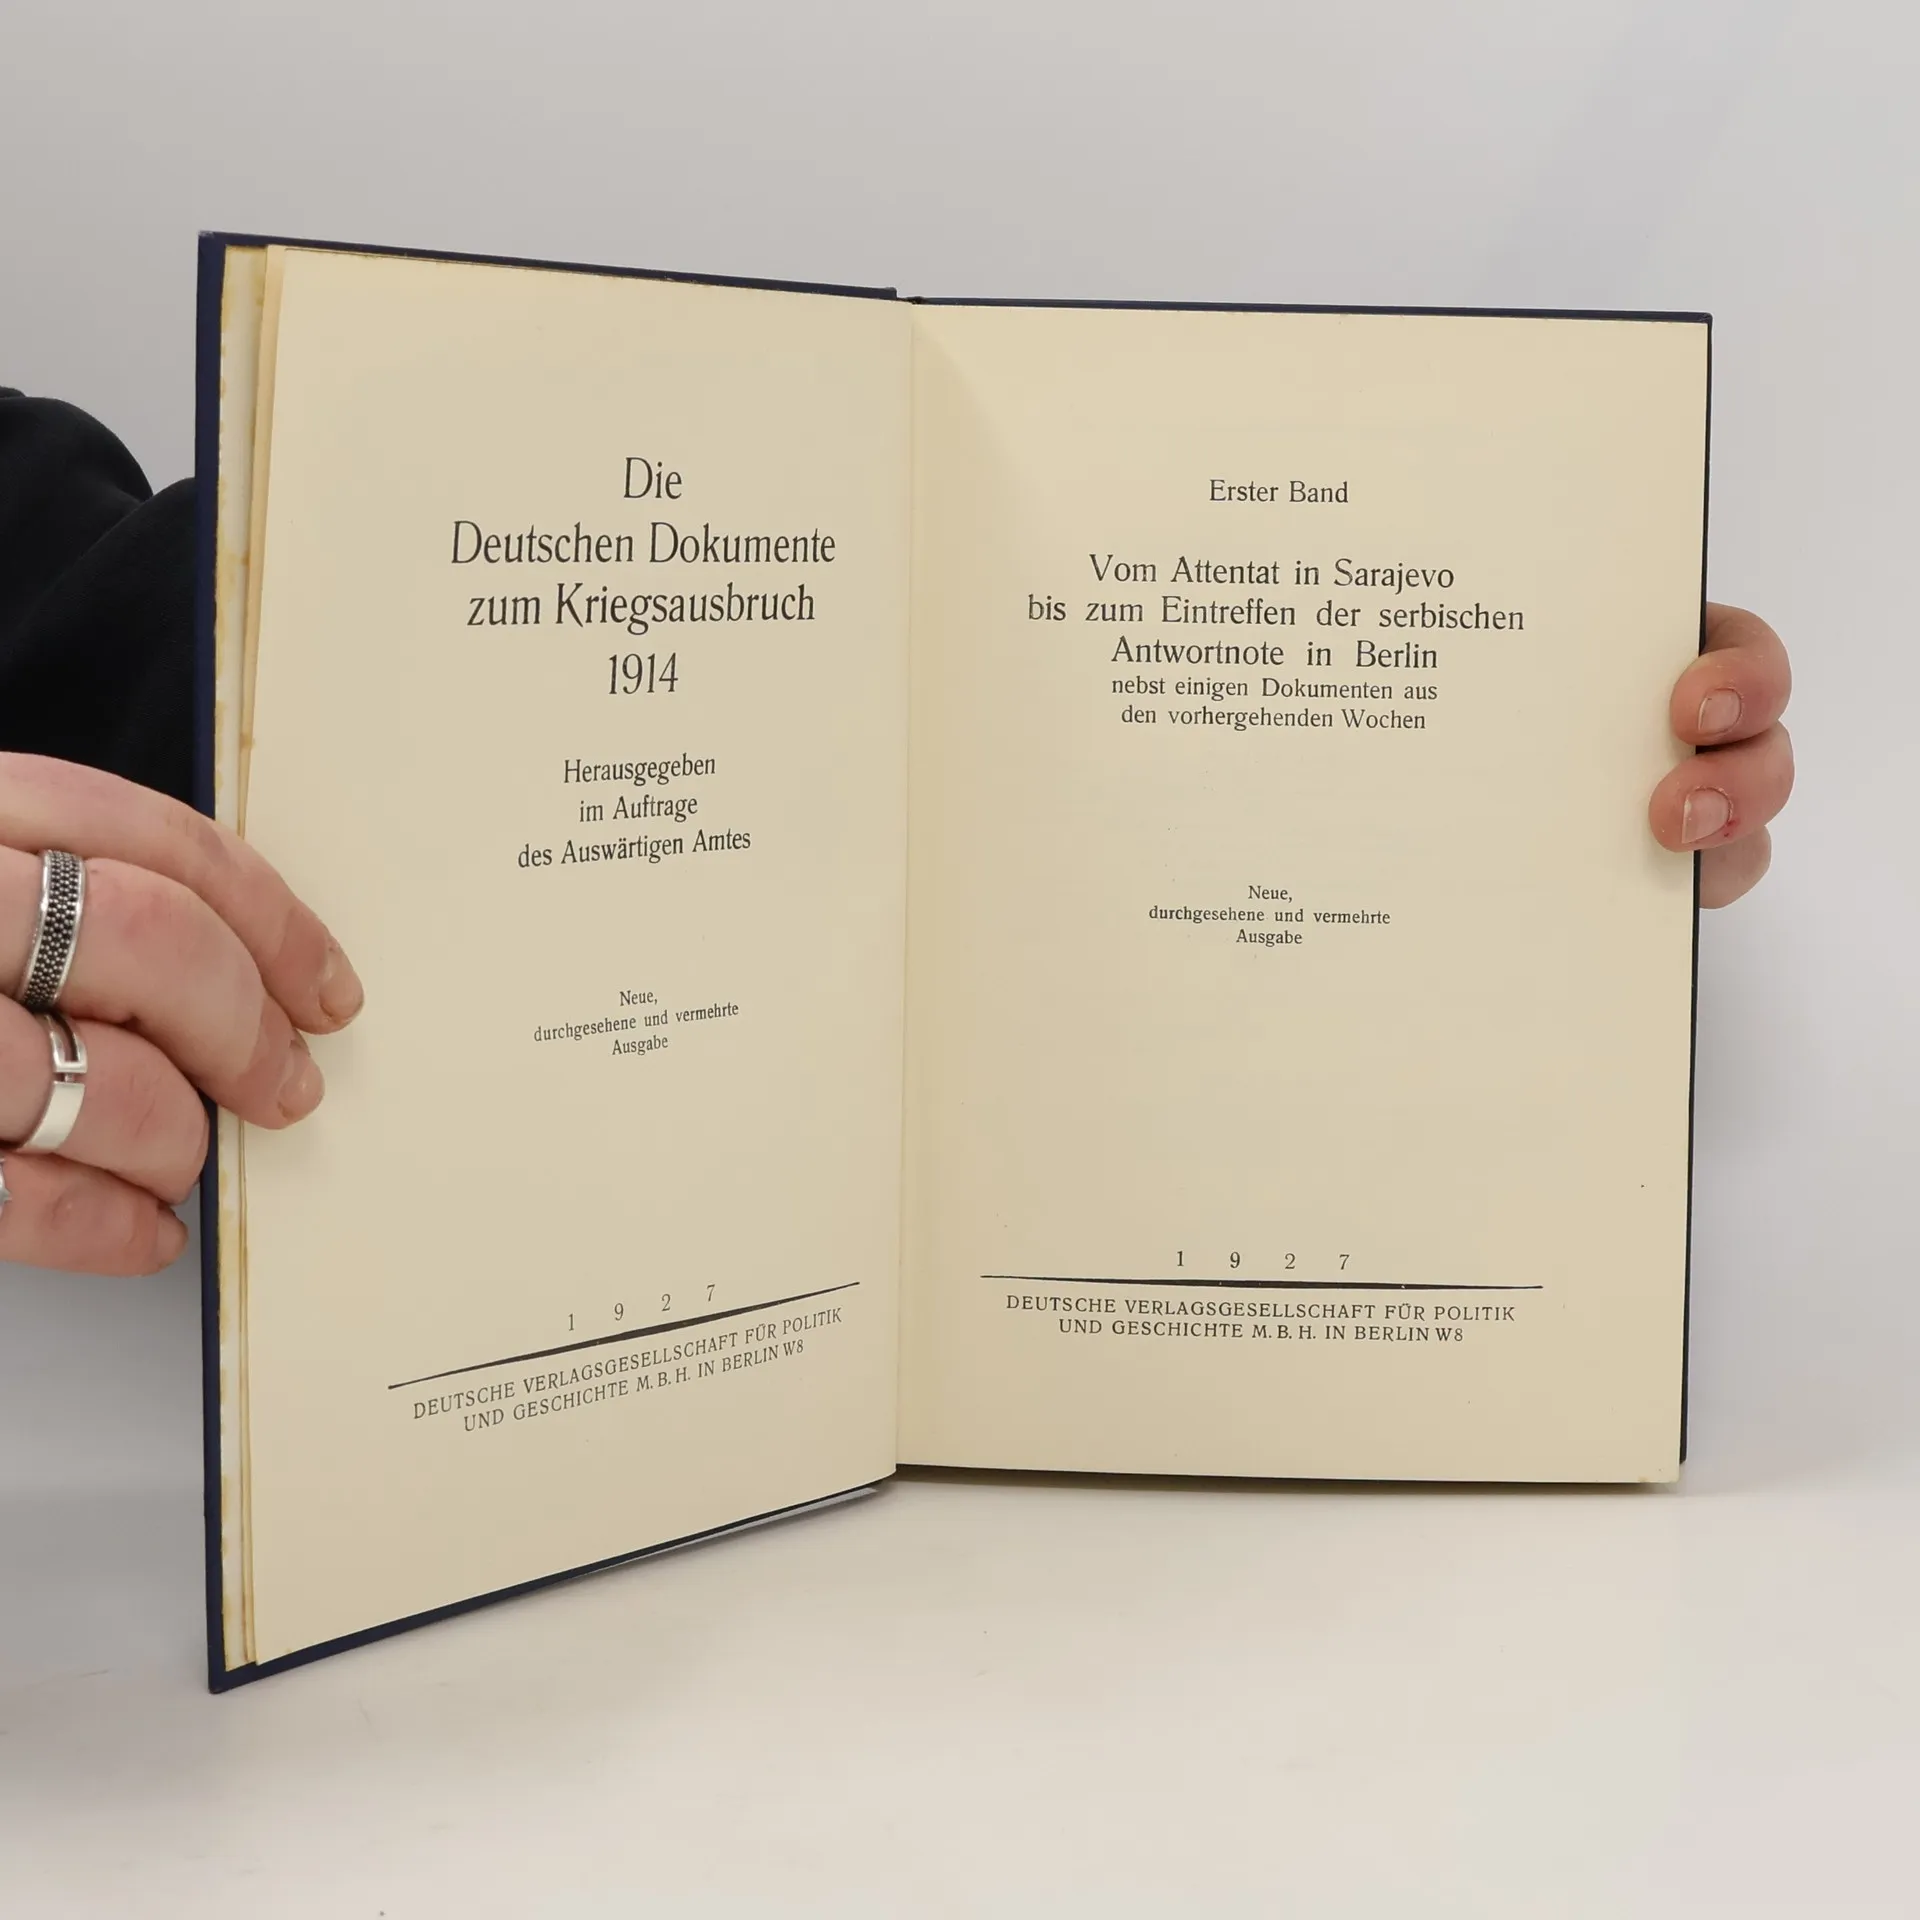 Die
Deutschen Dokumente
zum Kriegsausbruch
1914
Herausgegeben
im Auftrage
des Auswärtigen Amtes
Neue,
durchgesehene und vermehrte
Ausgabe
1 9 2 7
DEUTSCHE VERLAGSGESELLSCHAFT FÜR POLITIK
UND GESCHICHTE M. B. H. IN BERLIN W8
Erster Band
Vom Attentat in Sarajevo
bis zum Eintreffen der serbischen
Antwortnote in Berlin
nebst einigen Dokumenten aus
den vorhergehenden Wochen
Neue,
durchgesehene und vermehrte
Ausgabe
1 9 2 7
DEUTSCHE VERLAGSGESELLSCHAFT FÜR POLITIK
UND GESCHICHTE M. B. H. IN BERLIN W8